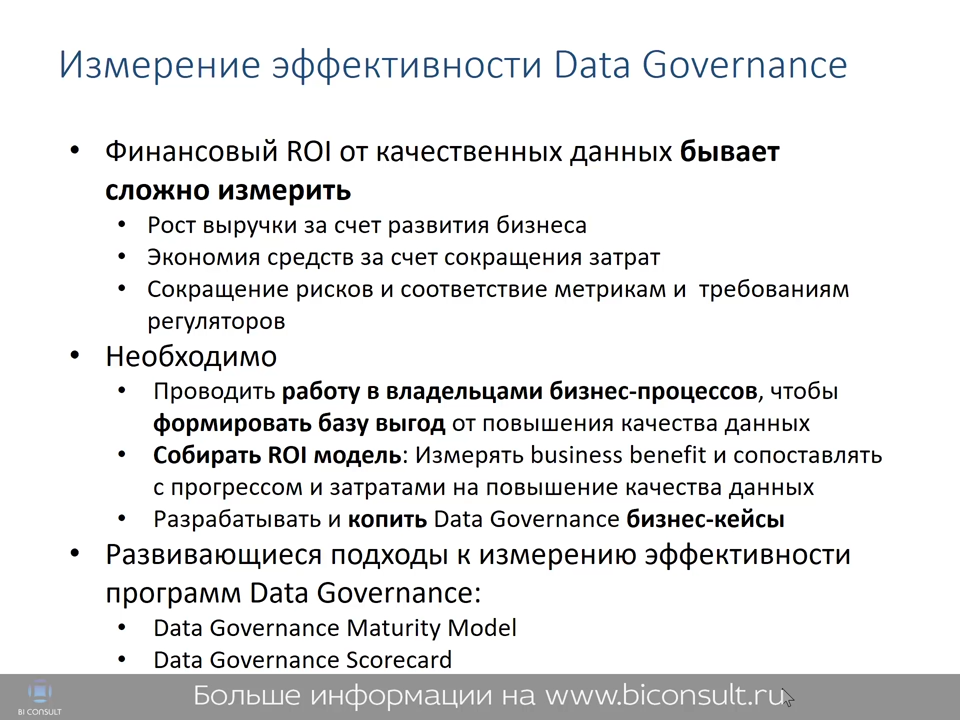 Измерение эффективности Data Governance
• Финансовый ROI от качественных данных бывает
сложно измерить
• Рост выручки за счет развития бизнеса
• Экономия средств за счет сокращения затрат
• Сокращение рисков и соответствие метрикам и требованиям
регуляторов
• Необходимо
• Проводить работу в владельцами бизнес-процессов, чтобы
формировать базу выгод от повышения качества данных
• Собирать ROI модель: Измерять business benefit и сопоставлять
с прогрессом и затратами на повышение качества данных
• Разрабатывать и копить Data Governance бизнес-кейсы
• Развивающиеся подходы к измерению эффективности
программ Data Governance:
• Data Governance Maturity Model
• Data Governance Scorecard
Больше информации на www.biconsult.ru
BI CONSULT